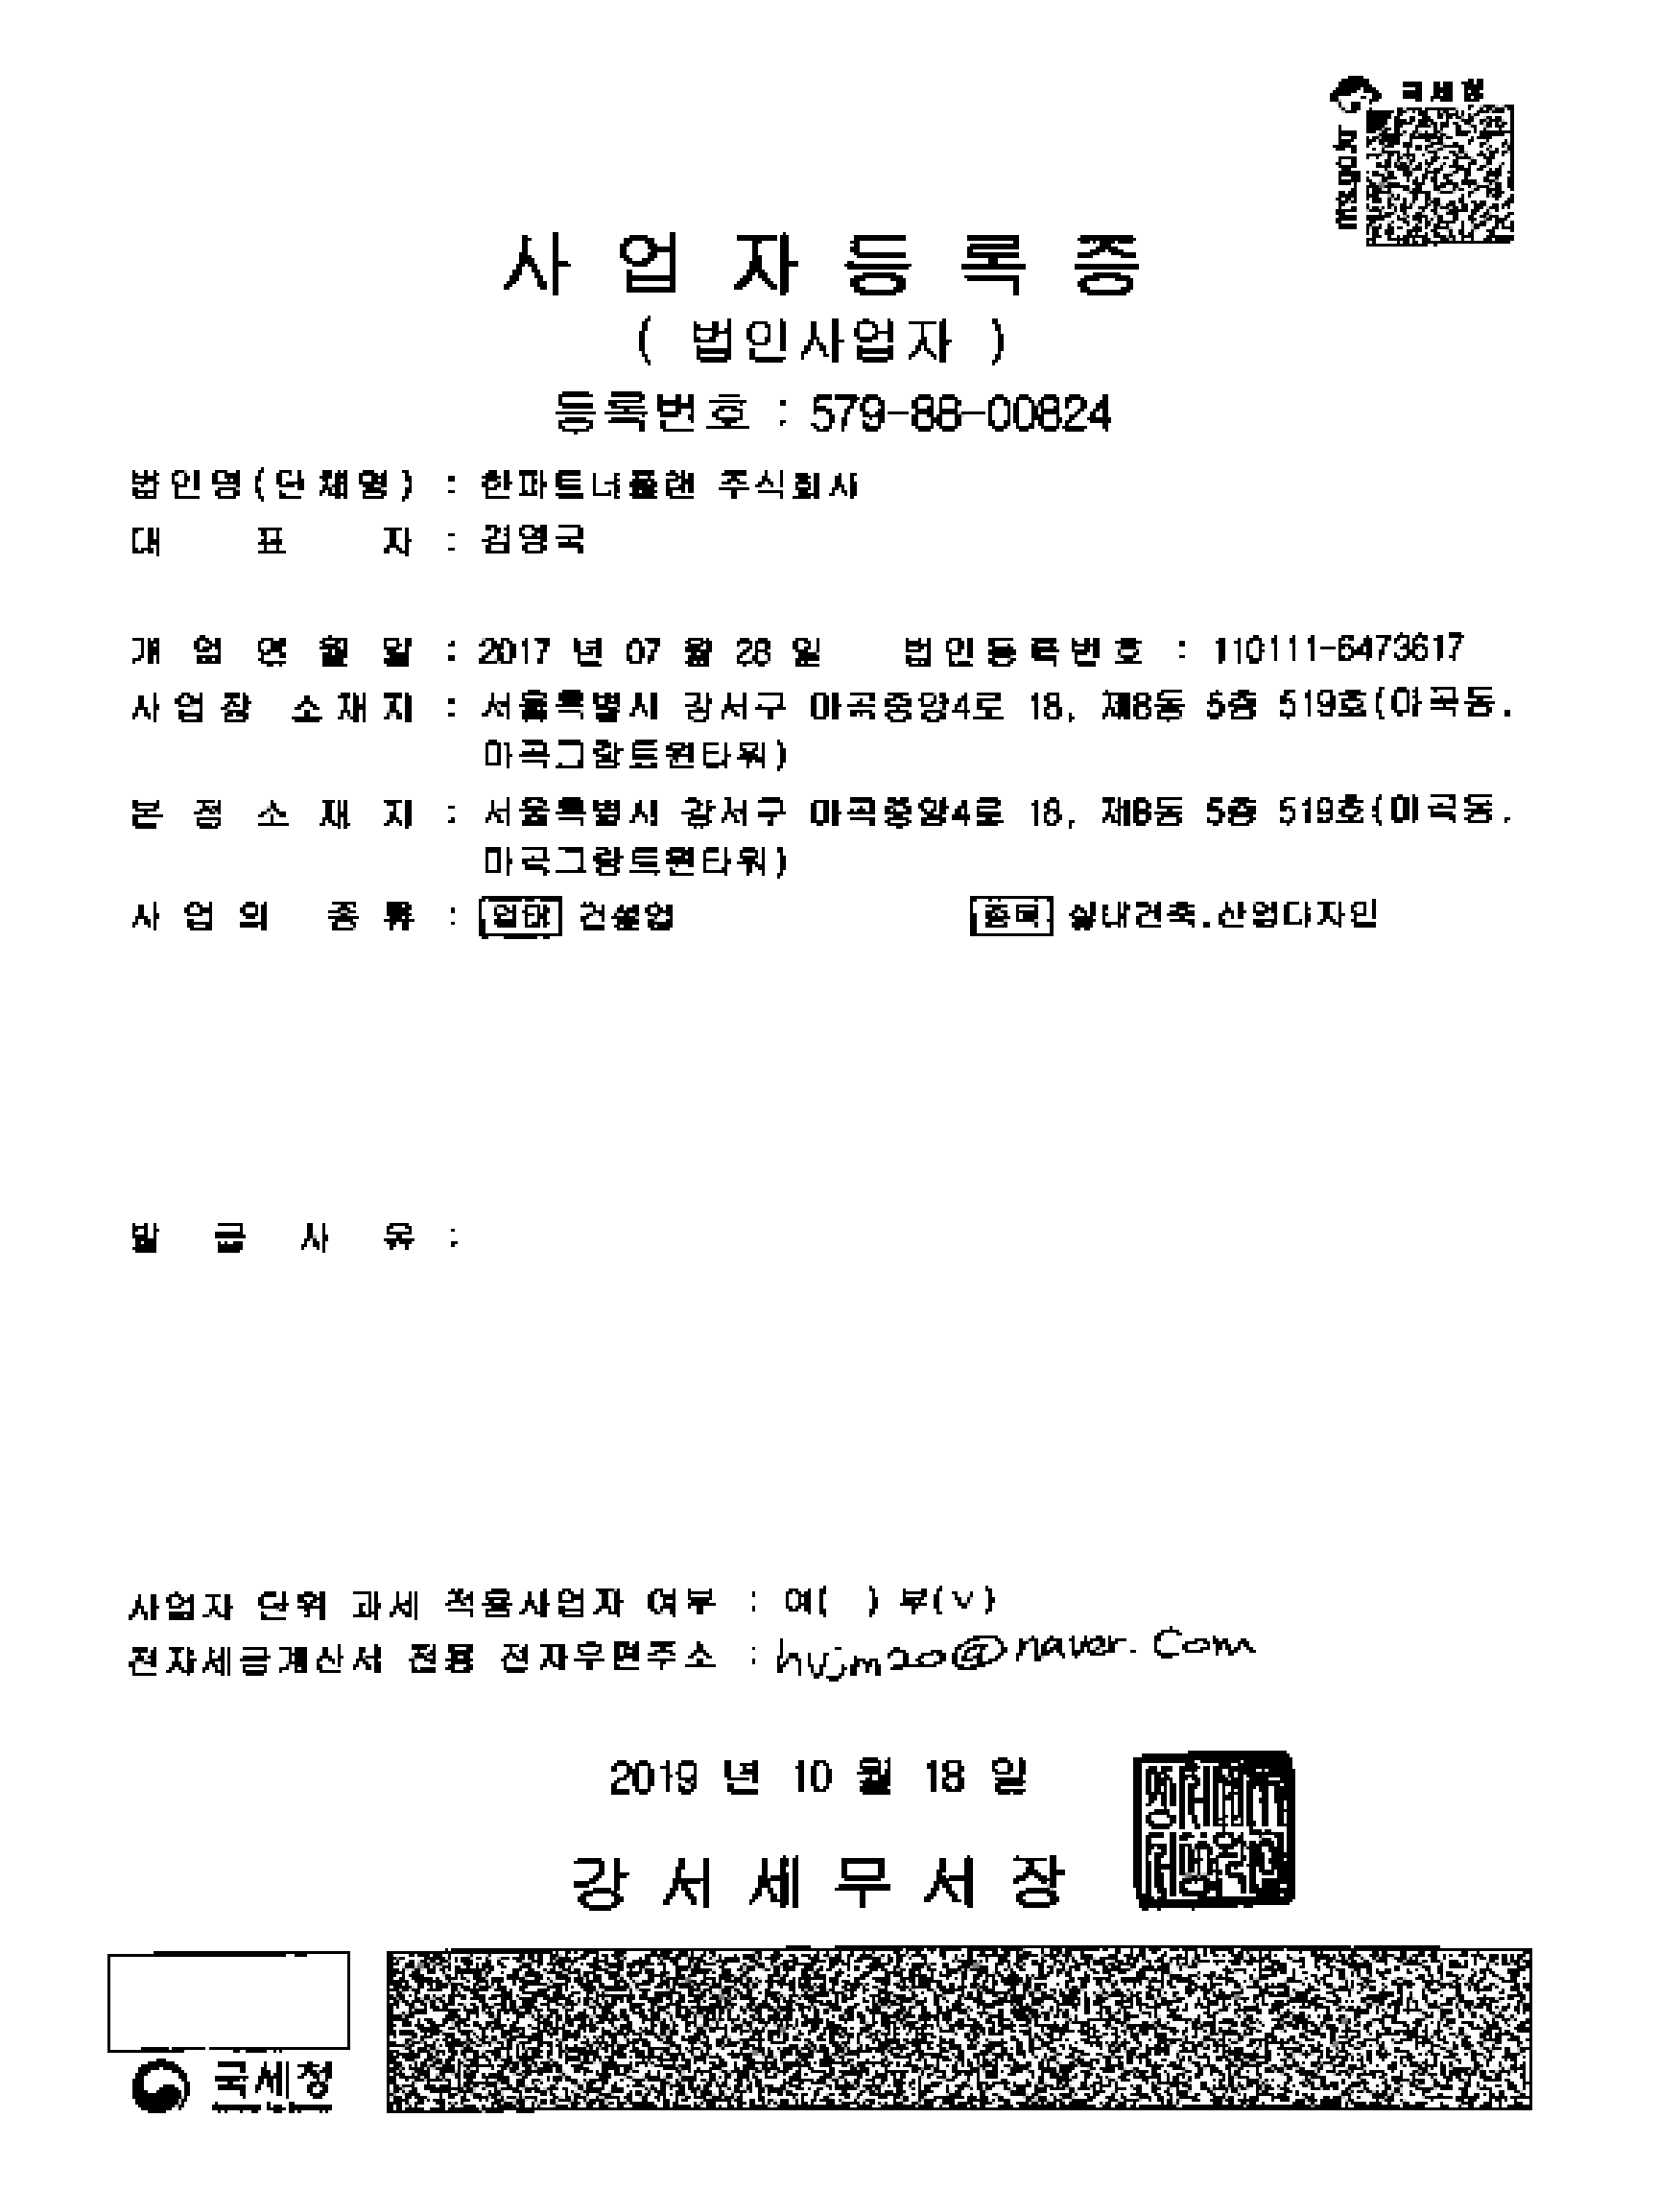 국세청
nts.go.kr
사업자등록증
( 법인사업자 )
등록번호 : 579-88-00824
법인명(단체명) : 한파트너플랜 주식회사
대 표 자 : 김영국
개 업 연 월 일 : 2017 년 07 월 28 일 법인등록번호 : 110111-6473617
사업장 소재지 : 서울특별시 강서구 마곡중앙4로 18, 제B동 5층 519호(마곡동,
마곡그랑트윈타워)
본 점 소 재 지 : 서울특별시 강서구 마곡중앙4로 18, 제B동 5층 519호(마곡동,
마곡그랑트윈타워)
사 업 의 종 류 : 업태 건설업 종목 실내건축.산업디자인
발 급 사 유 :
사업자 단위 과세 적용사업자 여부 : 여( ) 부(∨)
전자세금계산서 전용 전자우편주소 : hvjm20@naver.com
2019 년 10 월 18 일
강서세무서장
국세청